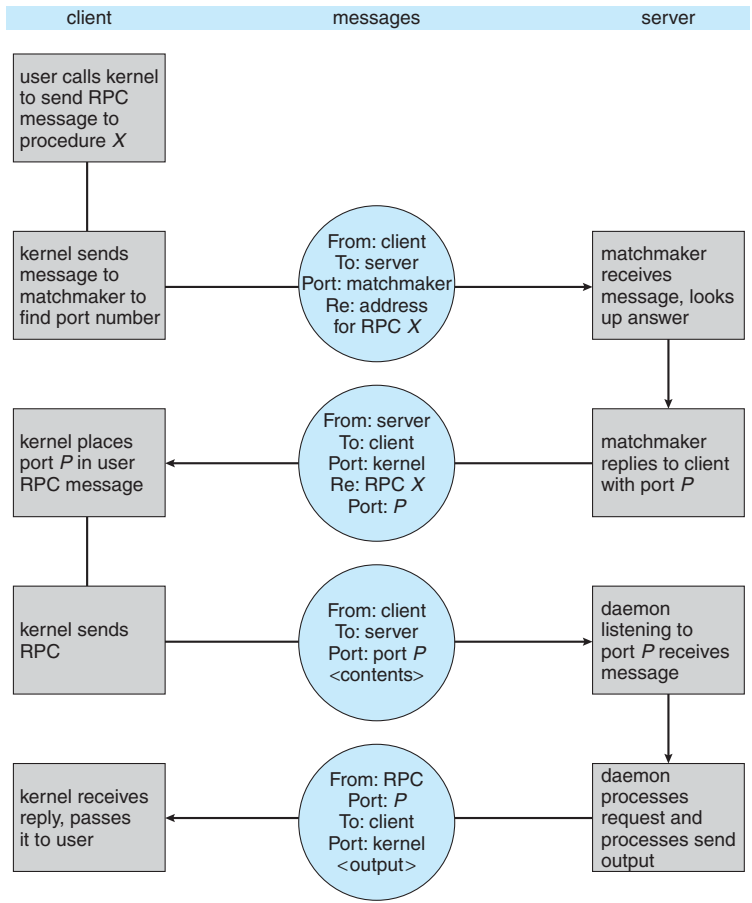 client messages server
user calls kernel
to send RPC
message to
procedure X
kernel sends
message to
matchmaker to
find port number
From: client
To: server
Port: matchmaker
Re: address
for RPC X
matchmaker
receives
message, looks
up answer
kernel places
port P in user
RPC message
From: server
To: client
Port: kernel
Re: RPC X
Port: P
matchmaker
replies to client
with port P
kernel sends
RPC
From: client
To: server
Port: port P
<contents>
daemon
listening to
port P receives
message
kernel receives
reply, passes
it to user
From: RPC
Port: P
To: client
Port: kernel
<output>
daemon
processes
request and
processes send
output